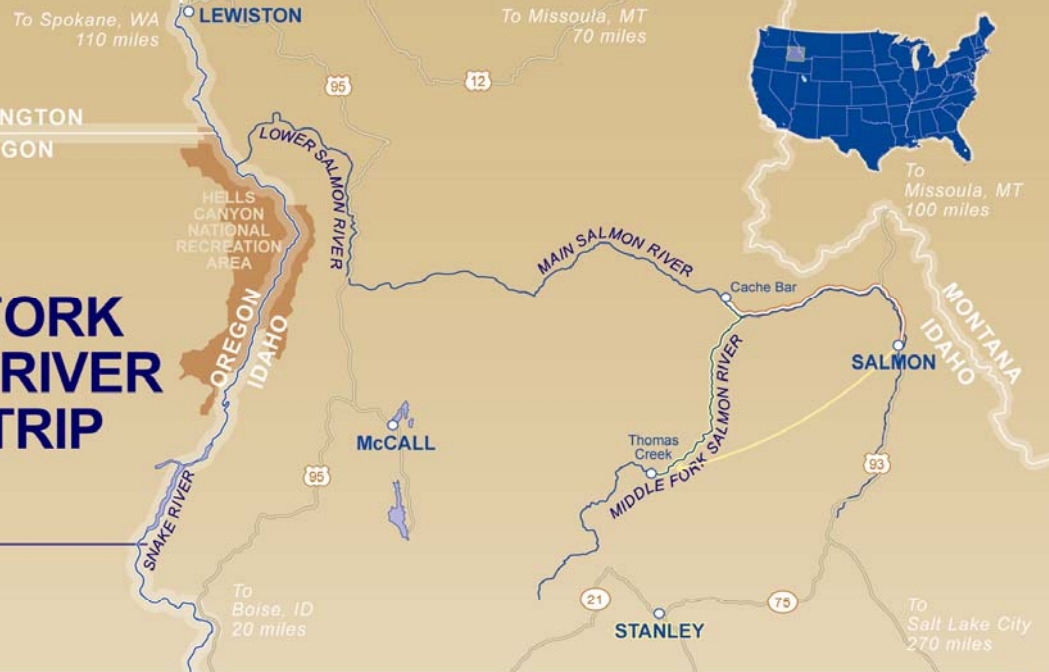 To Spokane, WA
110 miles
LEWISTON
To Missoula, MT
70 miles
95
12
NGTON
GON
LOWER SALMON RIVER
To
Missoula, MT
100 miles
HELLS
CANYON
NATIONAL
RECREATION
AREA
MAIN SALMON RIVER
Cache Bar
OREGON
IDAHO
MONTANA
IDAHO
ORK
RIVER
TRIP
SALMON
MIDDLE FORK SALMON RIVER
McCALL
Thomas
Creek
95
93
SNAKE RIVER
To
Boise, ID
20 miles
21
75
STANLEY
To
Salt Lake City
270 miles